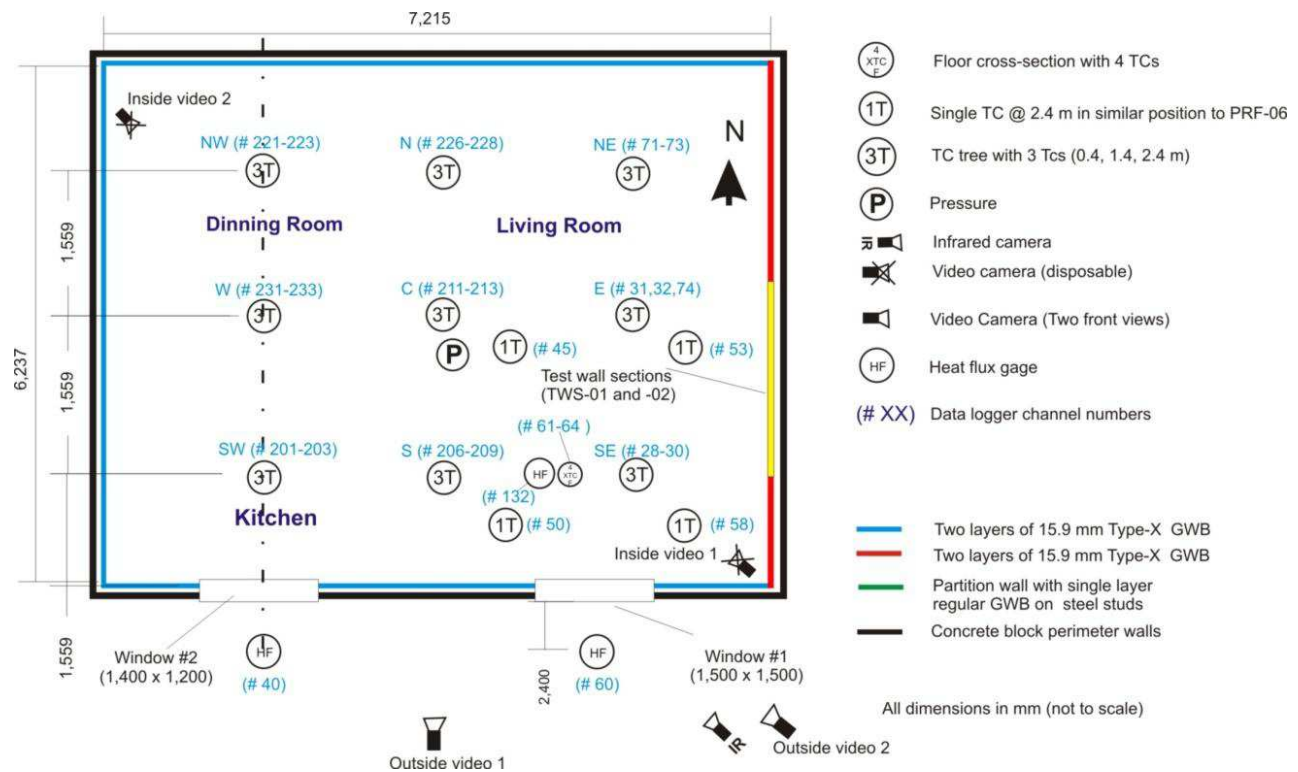 7,215
Inside video 2
NW (# 221-223)
N (# 226-228)
NE (# 71-73)
N
3T
3T
3T
Dinning Room
Living Room
1,559
W (# 231-233)
C (# 211-213)
E (# 31,32,74)
3T
3T
3T
P
1T
(# 45)
1T
(# 53)
6,237
1,559
Test wall sections
(TWS-01 and -02)
(# 61-64)
SW (# 201-203)
S (# 206-209)
SE (# 28-30)
3T
3T
HF
4
XTC
F
3T
(# 132)
Kitchen
1T
(# 50)
1T
(# 58)
Inside video 1
1,559
Window #2
(1,400 x 1,200)
HF
(# 40)
2,400
HF
(# 60)
Window #1
(1,500 x 1,500)
Outside video 1
IR
Outside video 2
4
XTC
F
Floor cross-section with 4 TCs
1T
Single TC @ 2.4 m in similar position to PRF-06
3T
TC tree with 3 Tcs (0.4, 1.4, 2.4 m)
P
Pressure
IR
Infrared camera
Video camera (disposable)
Video Camera (Two front views)
HF
Heat flux gage
(# XX)
Data logger channel numbers
Two layers of 15.9 mm Type-X GWB
Two layers of 15.9 mm Type-X GWB
Partition wall with single layer
regular GWB on steel studs
Concrete block perimeter walls
All dimensions in mm (not to scale)